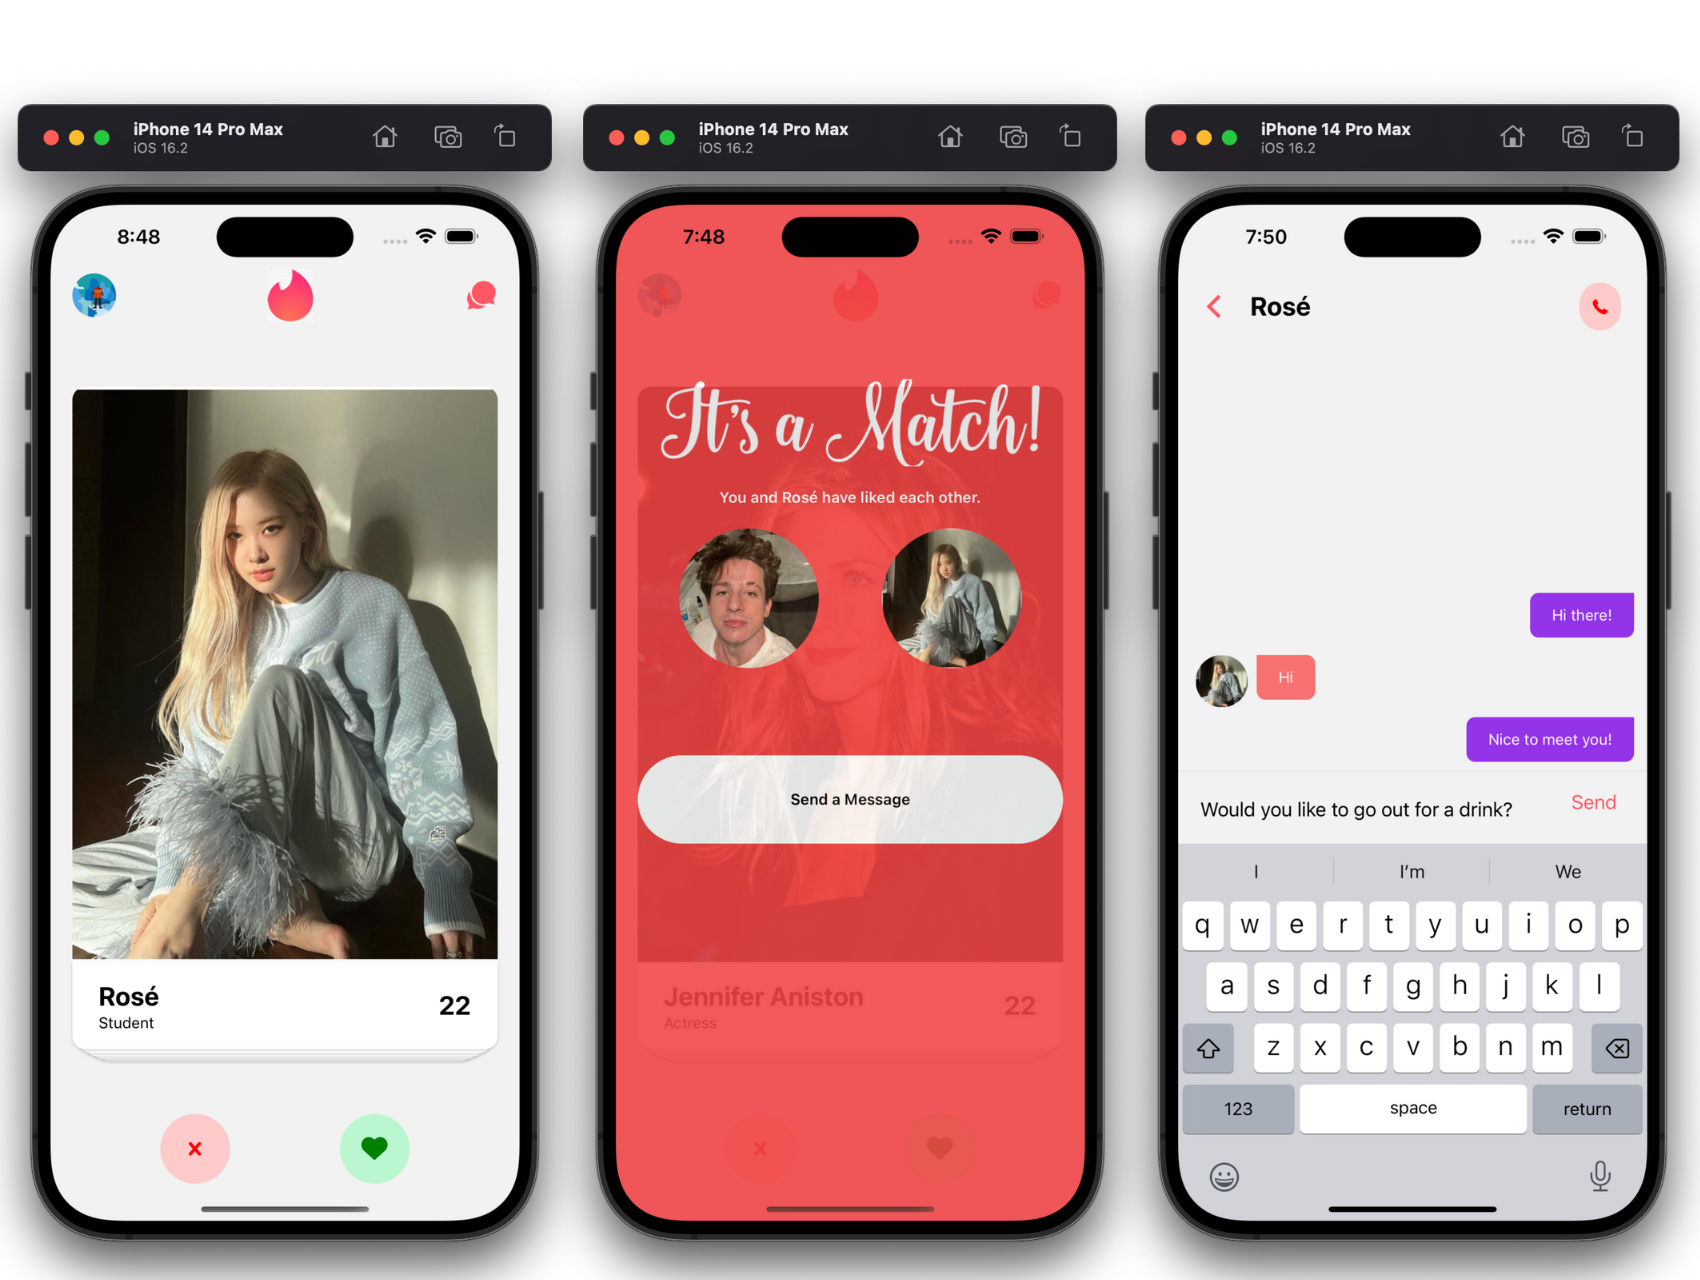 iPhone 14 Pro Max
iOS 16.2
8:48
Rosé
22
Student
iPhone 14 Pro Max
iOS 16.2
7:48
It's a Match!
You and Rosé have liked each other.
Send a Message
Jennifer Aniston
22
Actress
iPhone 14 Pro Max
iOS 16.2
7:50
Rosé
Hi there!
Hi
Nice to meet you!
Would you like to go out for a drink?
Send
I I'm We
q w e r t y u i o p
a s d f g h j k l
z x c v b n m
123 space return